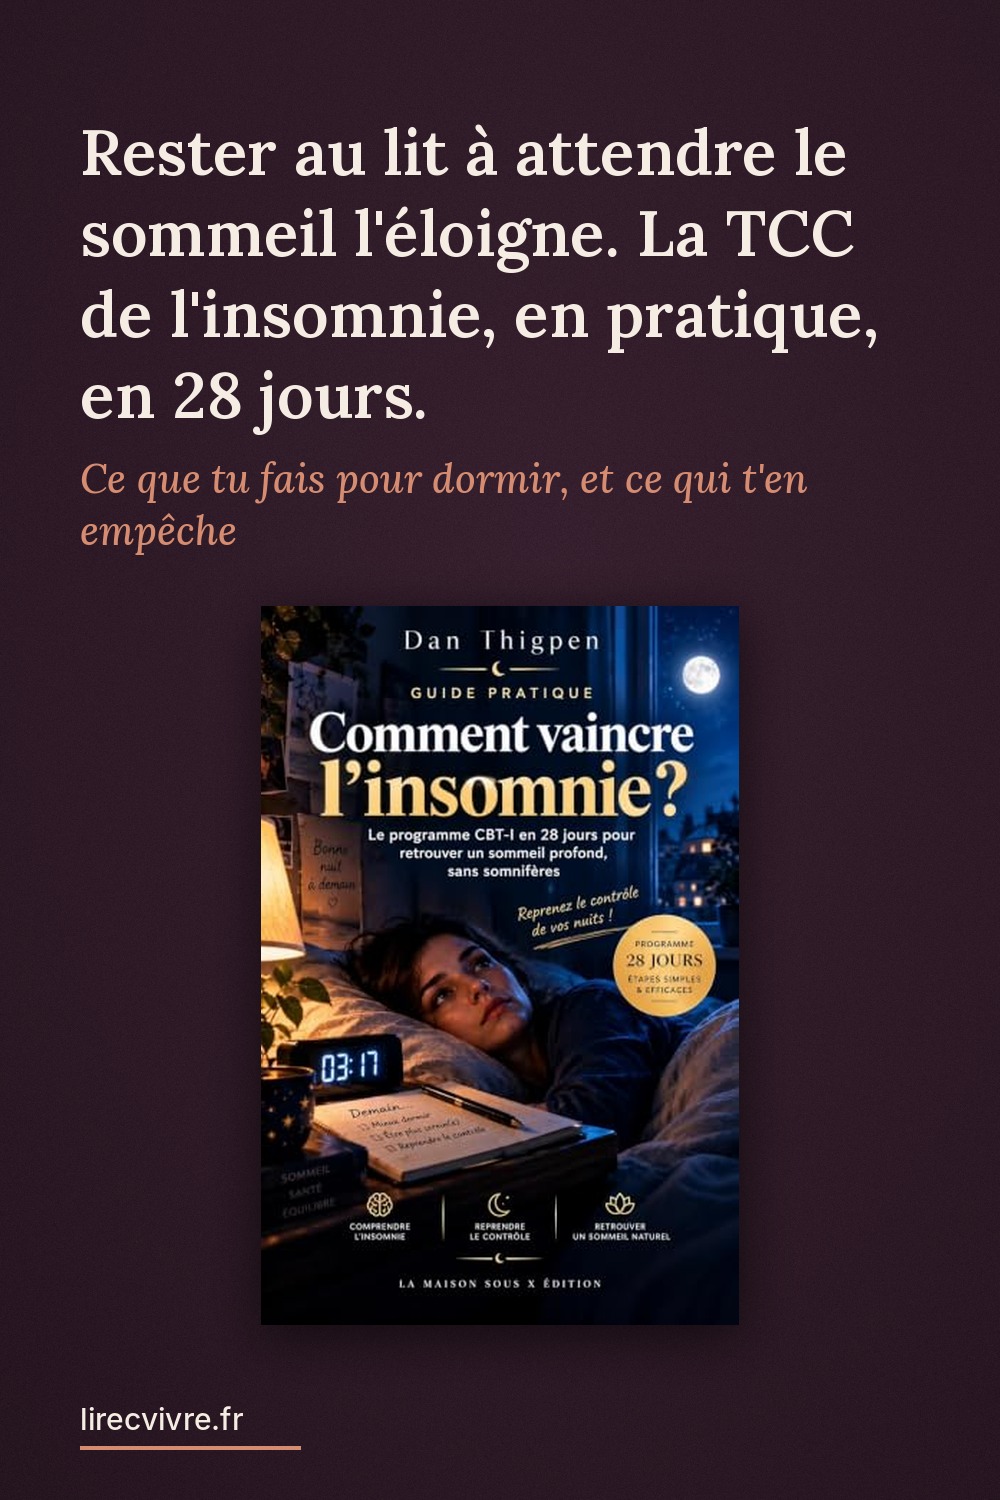 Rester au lit à attendre le
sommeil l'éloigne. La TCC
de l'insomnie, en pratique,
en 28 jours.
Ce que tu fais pour dormir, et ce qui t'en
empêche
Dan Thigpen
GUIDE PRATIQUE
Comment vaincre
l'insomnie ?
Le programme CBT-I en 28 jours pour
retrouver un sommeil profond,
sans somnifères
Bonne
nuit
à demain
Reprenez le contrôle
de vos nuits !
PROGRAMME
28 JOURS
ÉTAPES SIMPLES
& EFFICACES
03:17
Demain...
Mieux dormir
Être plus serein(e)
Reprendre le contrôle
SOMMEIL
SANTÉ
ÉQUILIBRE
COMPRENDRE
L'INSOMNIE
REPRENDRE
LE CONTRÔLE
RETROUVER
UN SOMMEIL NATUREL
LA MAISON SOUS X ÉDITION
lirecvivre.fr